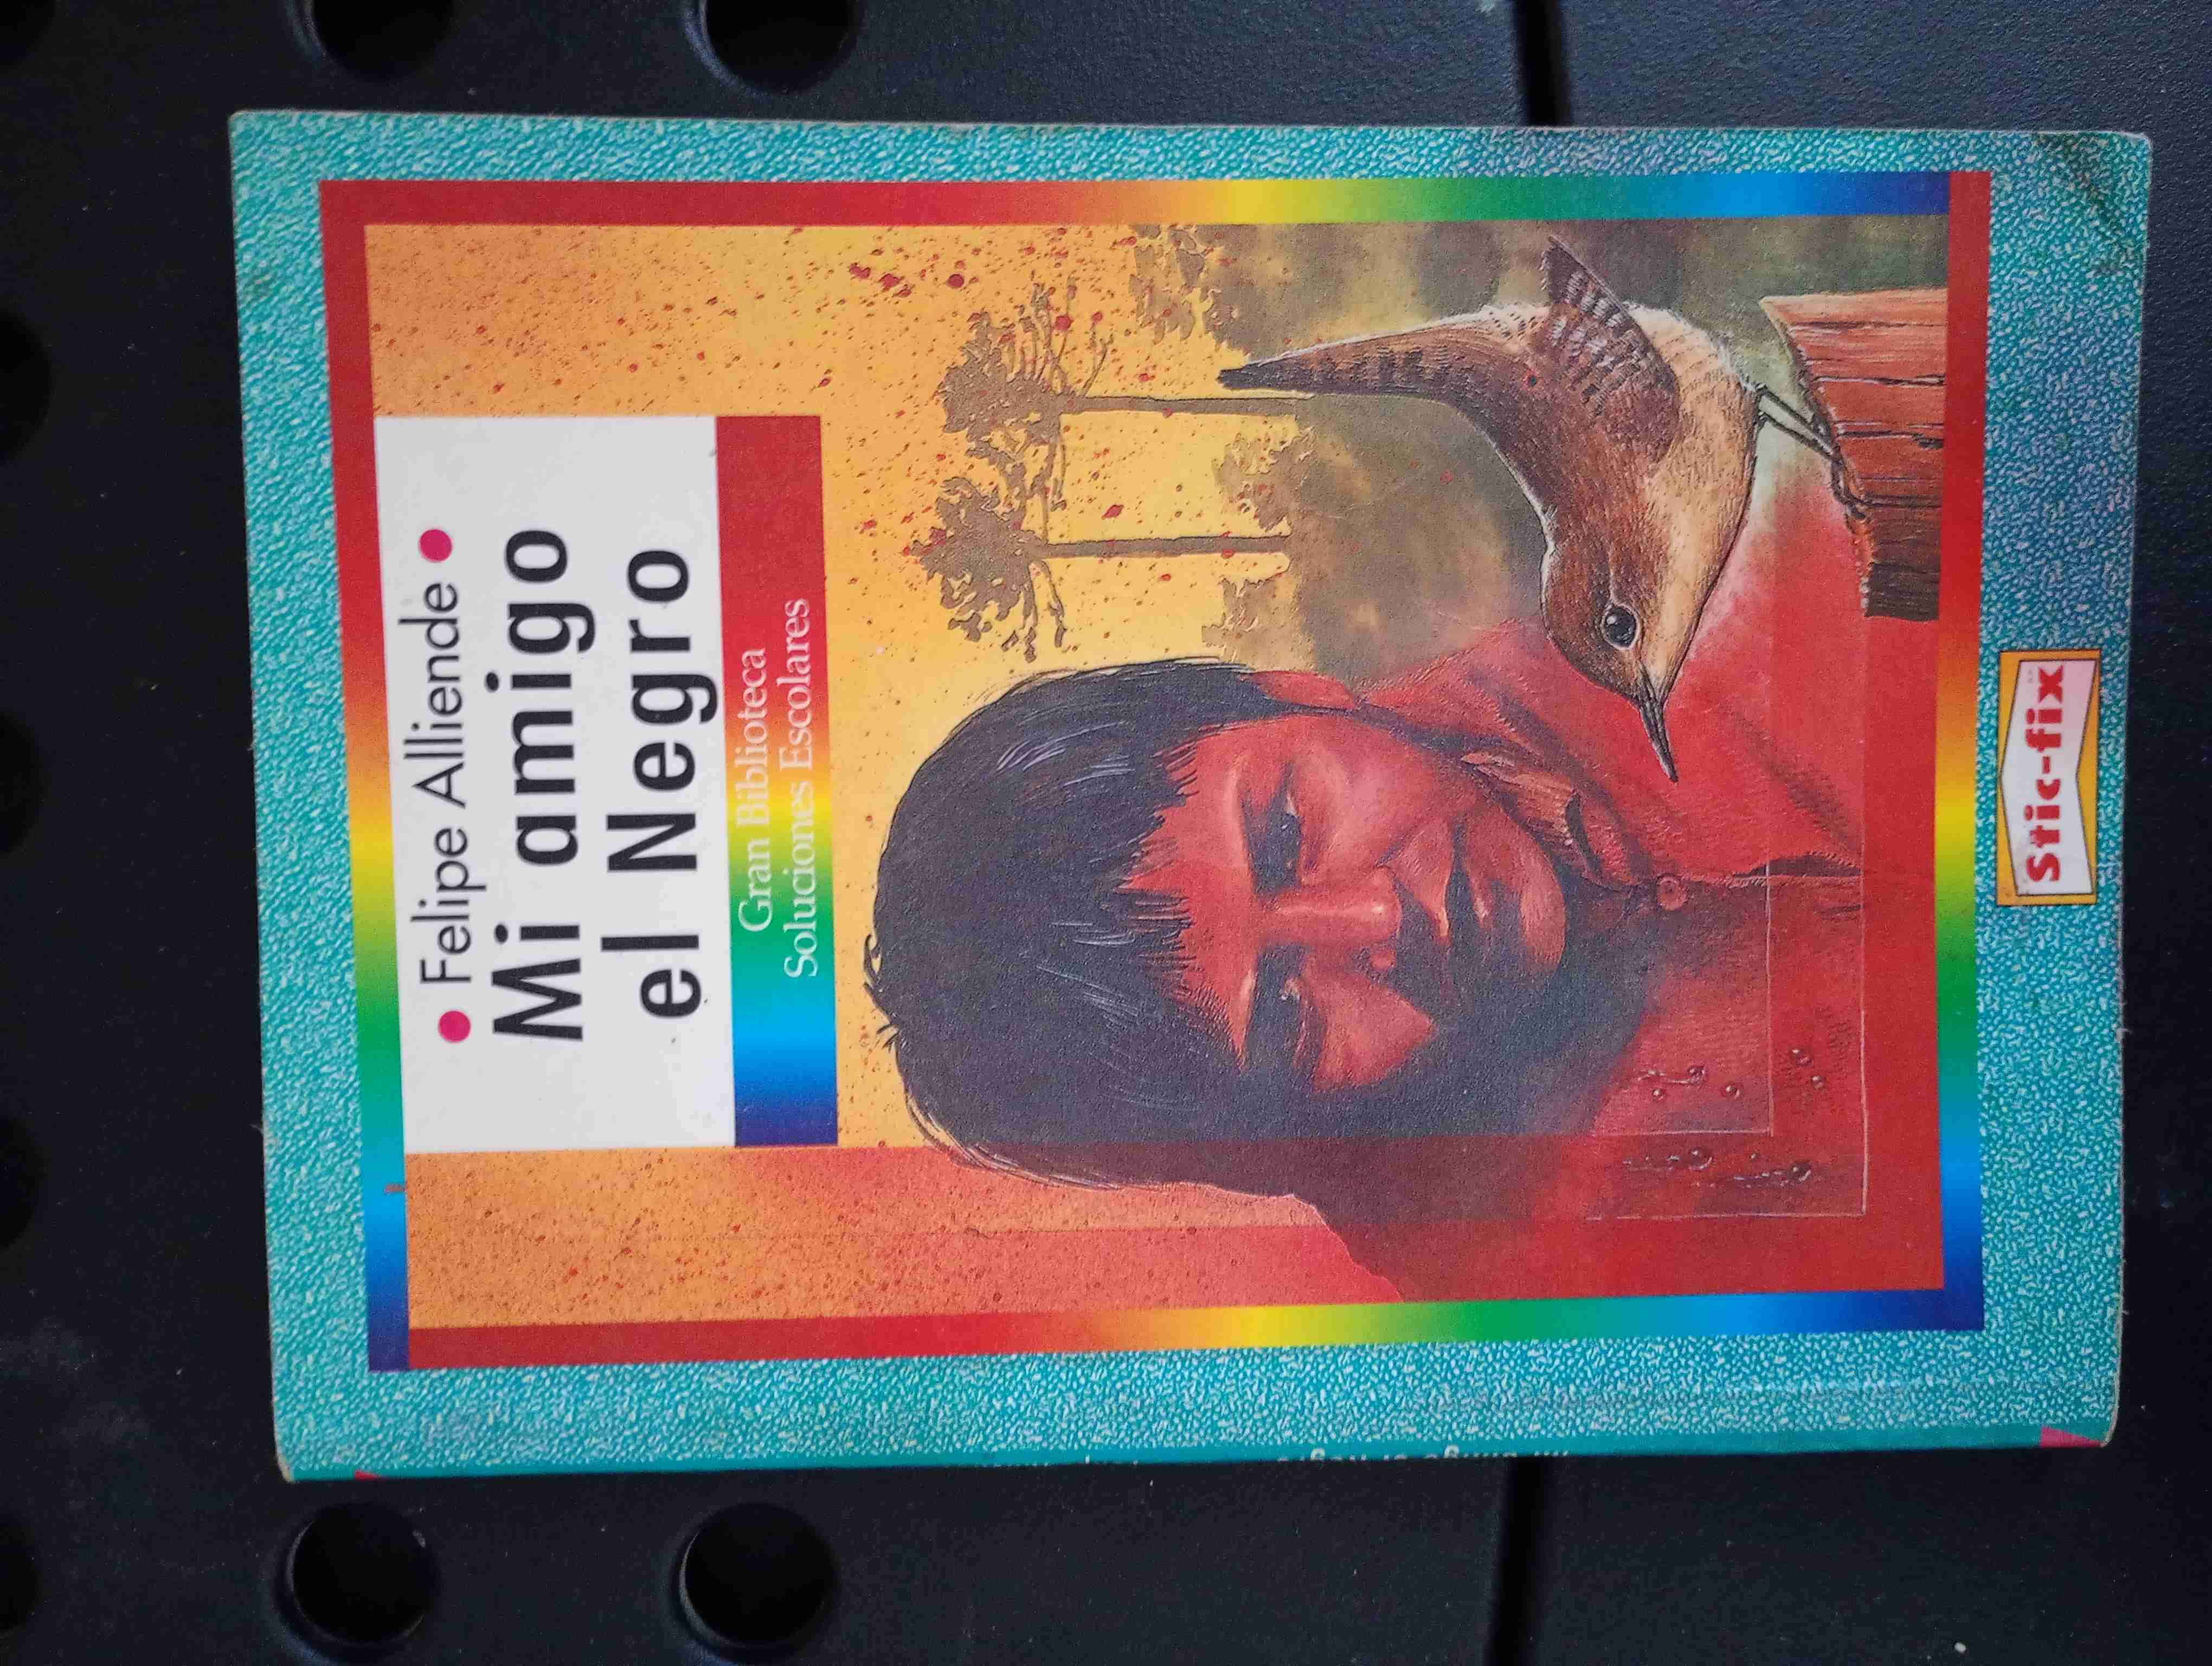 Felipe Alliende
Mi amigo
el Negro
Gran Biblioteca
Soluciones Escolares
Stic-fix